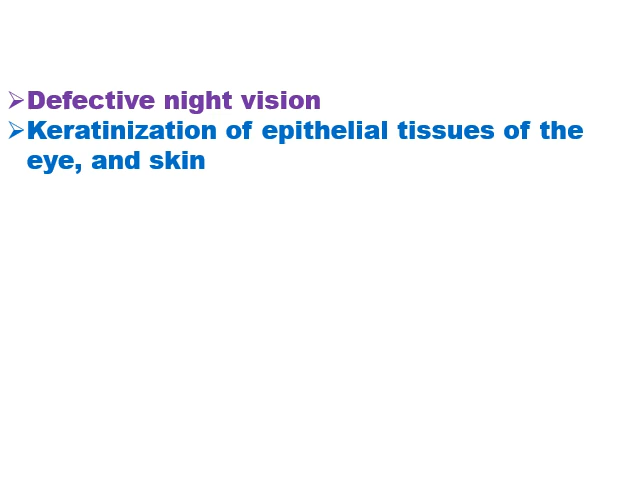 ➢Defective night vision
➢Keratinization of epithelial tissues of the
eye, and skin